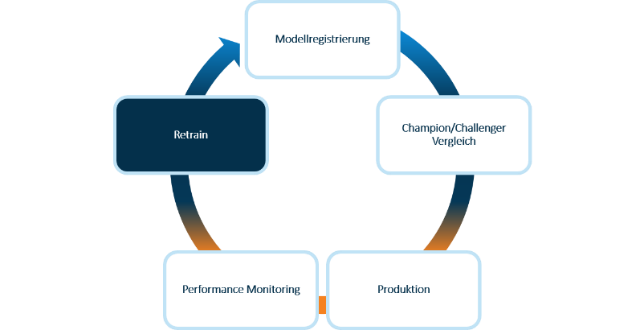 Modellregistrierung
Champion/Challenger
Vergleich
Retrain
Performance Monitoring
Produktion